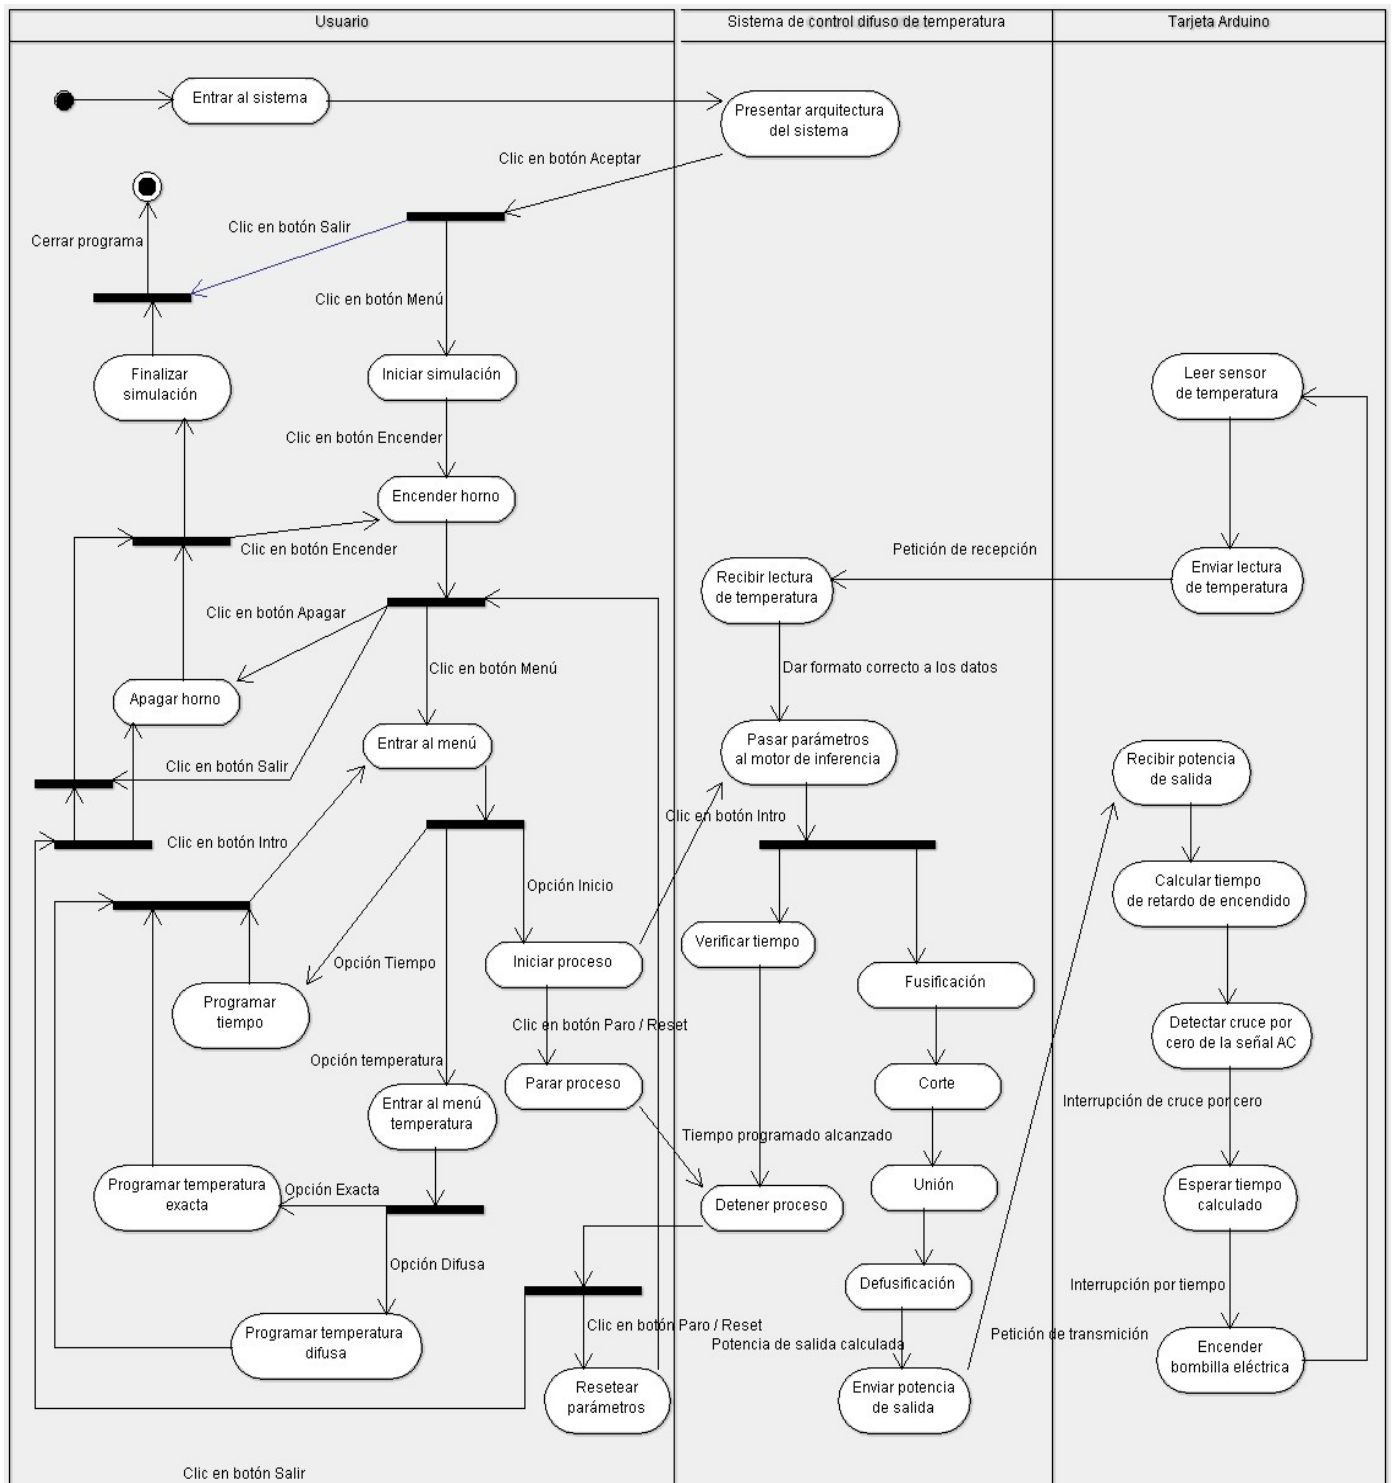 Usuario
Sistema de control difuso de temperatura
Tarjeta Arduino
Entrar al sistema
Presentar arquitectura
del sistema
Clic en botón Aceptar
Clic en botón Salir
Cerrar programa
Clic en botón Menú
Finalizar
simulación
Iniciar simulación
Leer sensor
de temperatura
Clic en botón Encender
Encender horno
Clic en botón Encender
Petición de recepción
Recibir lectura
de temperatura
Enviar lectura
de temperatura
Clic en botón Apagar
Clic en botón Menú
Dar formato correcto a los datos
Apagar horno
Entrar al menú
Pasar parámetros
al motor de inferencia
Recibir potencia
de salida
Clic en botón Salir
Clic en botón Intro
Clic en botón Intro
Opción Inicio
Calcular tiempo
de retardo de encendido
Verificar tiempo
Opción Tiempo
Iniciar proceso
Fusificación
Programar
tiempo
Clic en botón Paro / Reset
Detectar cruce por
cero de la señal AC
Opción temperatura
Parar proceso
Corte
Entrar al menú
temperatura
Interrupción de cruce por cero
Tiempo programado alcanzado
Programar temperatura
exacta
Opción Exacta
Unión
Esperar tiempo
calculado
Detener proceso
Opción Difusa
Defusificación
Interrupción por tiempo
Programar temperatura
difusa
Clic en botón Paro / Reset
Potencia de salida calculada
Petición de transmición
Encender
bombilla eléctrica
Resetear
parámetros
Enviar potencia
de salida
Clic en botón Salir